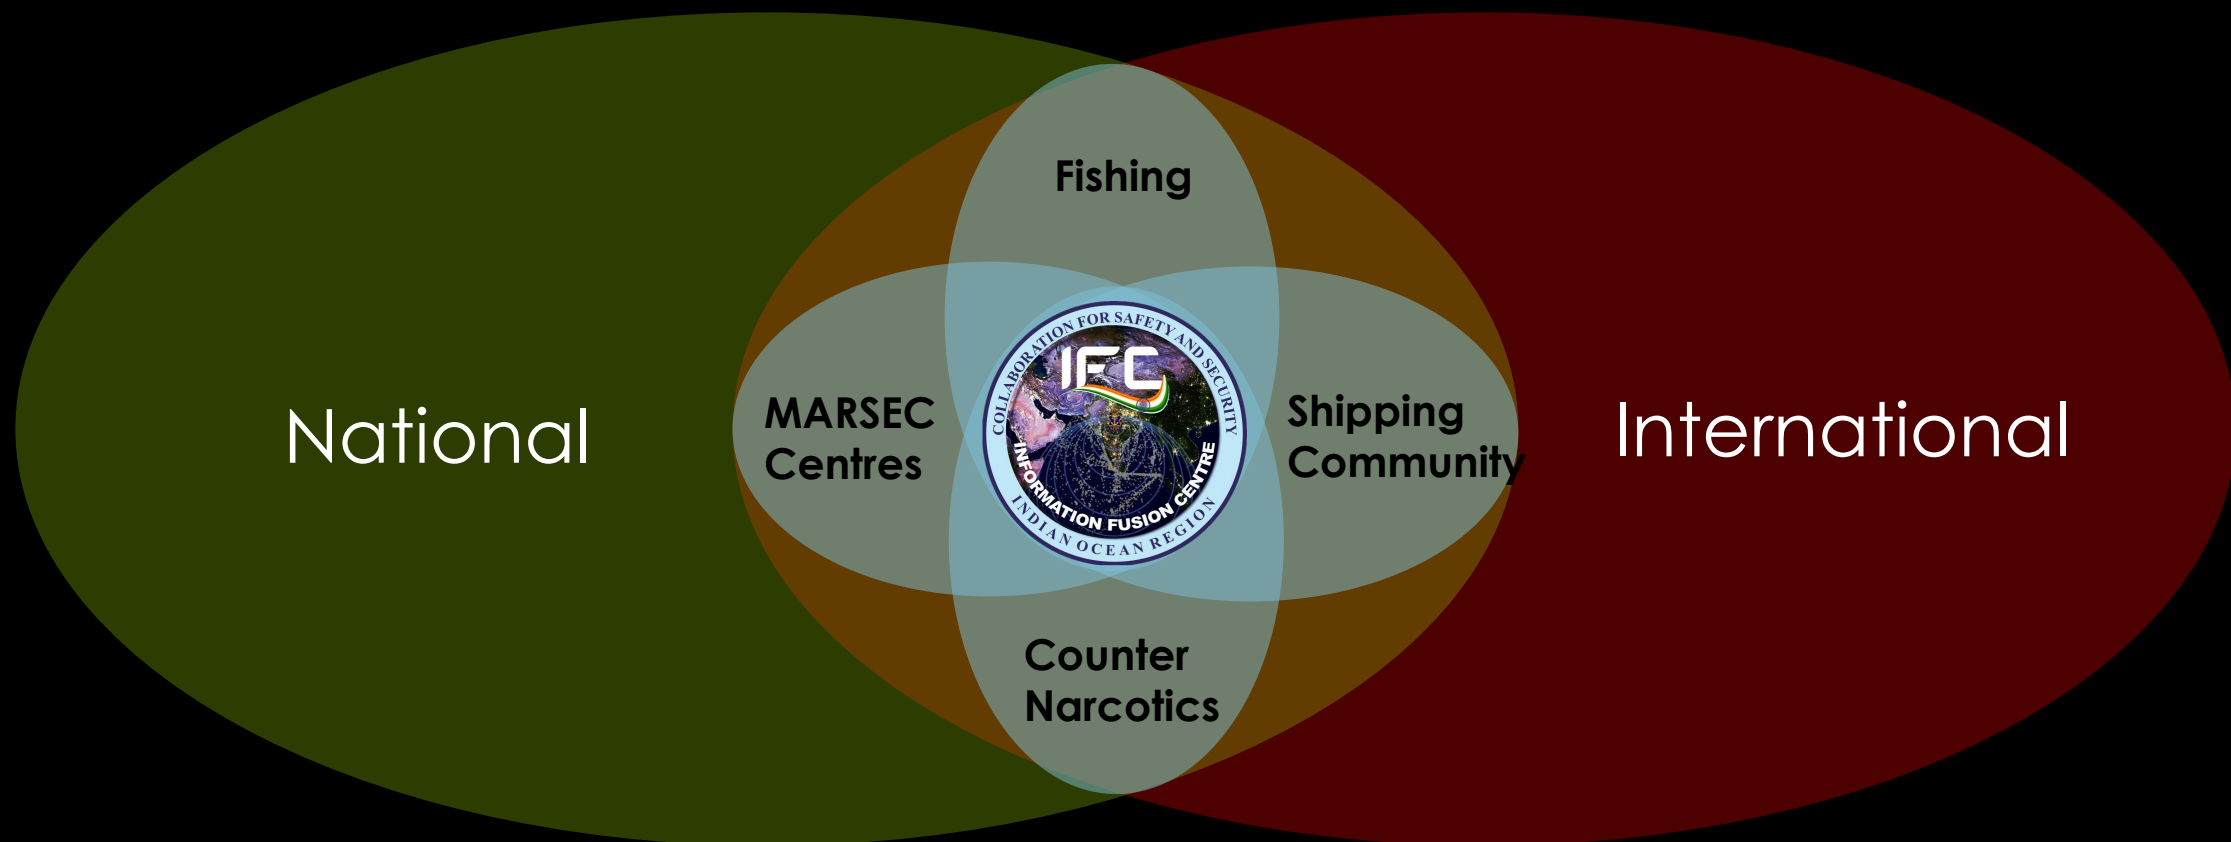 Fishing
National
MARSEC
Centres
COLLABORATION FOR SAFETY AND SECURITY
IFC
INFORMATION FUSION CENTRE
INDIAN OCEAN REGION
Shipping
Community
International
Counter
Narcotics